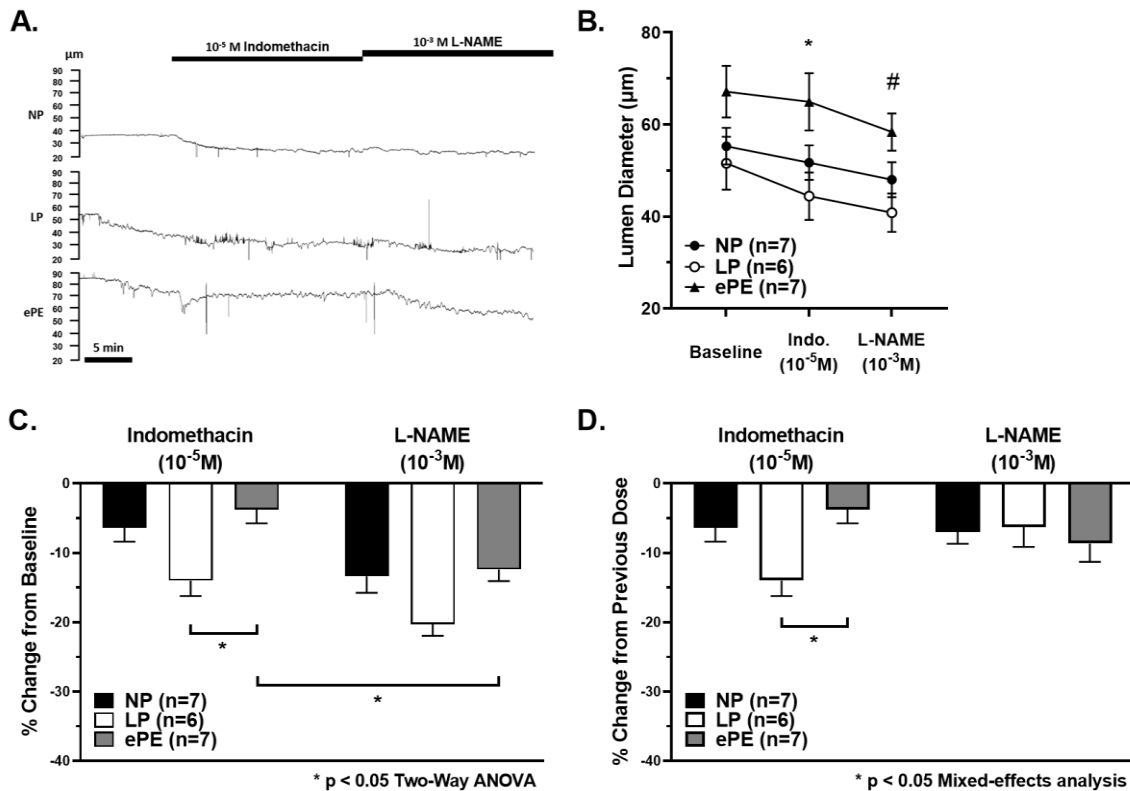 A.
10⁻⁵ M Indomethacin
10⁻³ M L-NAME
µm
NP
90
80
70
60
50
40
30
20
LP
90
80
70
60
50
40
30
20
ePE
90
80
70
60
50
40
30
20
5 min
B.
Lumen Diameter (µm)
80
60
40
20
*
#
NP (n=7)
LP (n=6)
ePE (n=7)
Baseline
Indo.
(10⁻⁵M)
L-NAME
(10⁻³M)
C.
Indomethacin
(10⁻⁵M)
L-NAME
(10⁻³M)
% Change from Baseline
0
-10
-20
-30
-40
*
*
NP (n=7)
LP (n=6)
ePE (n=7)
* p < 0.05 Two-Way ANOVA
D.
Indomethacin
(10⁻⁵M)
L-NAME
(10⁻³M)
% Change from Previous Dose
0
-10
-20
-30
-40
*
NP (n=7)
LP (n=6)
ePE (n=7)
* p < 0.05 Mixed-effects analysis